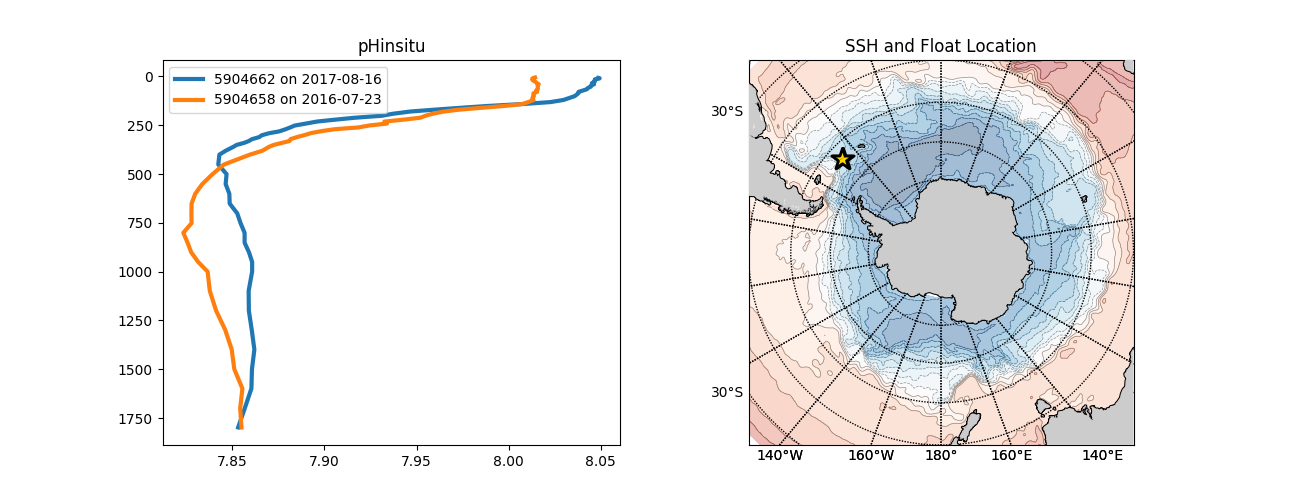 pHinsitu
5904662 on 2017-08-16
5904658 on 2016-07-23
0
250
500
750
1000
1250
1500
1750
7.85 7.90 7.95 8.00 8.05
SSH and Float Location
30°S
30°S
140°W 160°W 180° 160°E 140°E